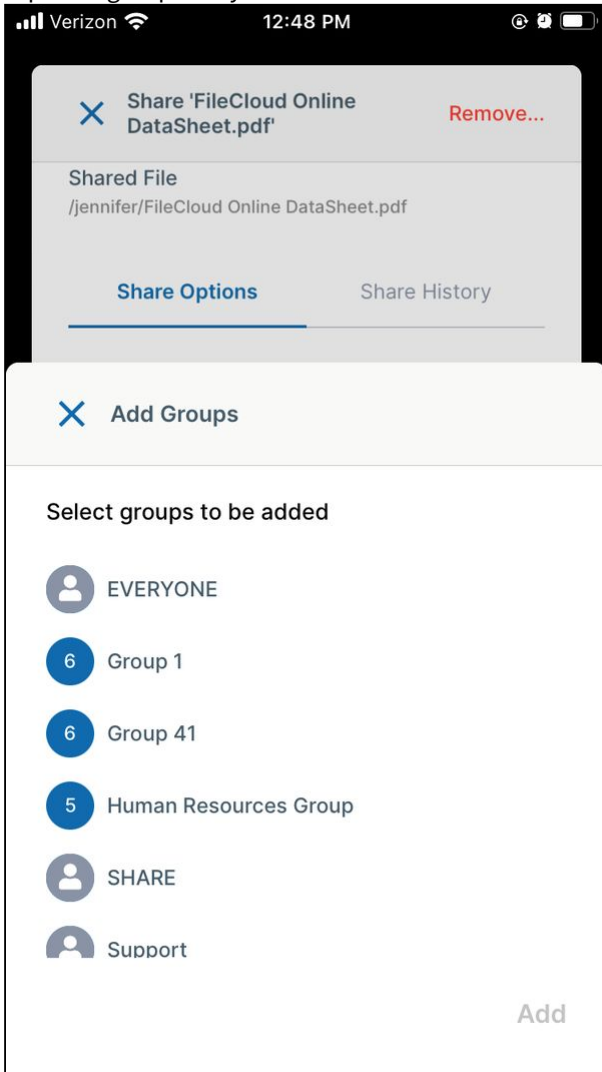 Verizon 12:48 PM
Share 'FileCloud Online
DataSheet.pdf'
Remove...
Shared File
/jennifer/FileCloud Online DataSheet.pdf
Share Options Share History
Add Groups
Select groups to be added
EVERYONE
6 Group 1
6 Group 41
5 Human Resources Group
SHARE
Support
Add